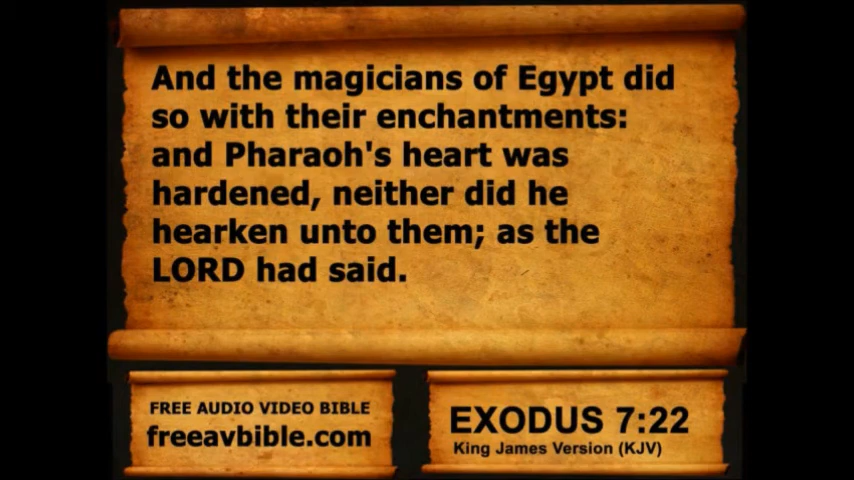 And the magicians of Egypt did
so with their enchantments:
and Pharaoh's heart was
hardened, neither did he
hearken unto them; as the
LORD had said.
FREE AUDIO VIDEO BIBLE
freeavbible.com
EXODUS 7:22
King James Version (KJV)